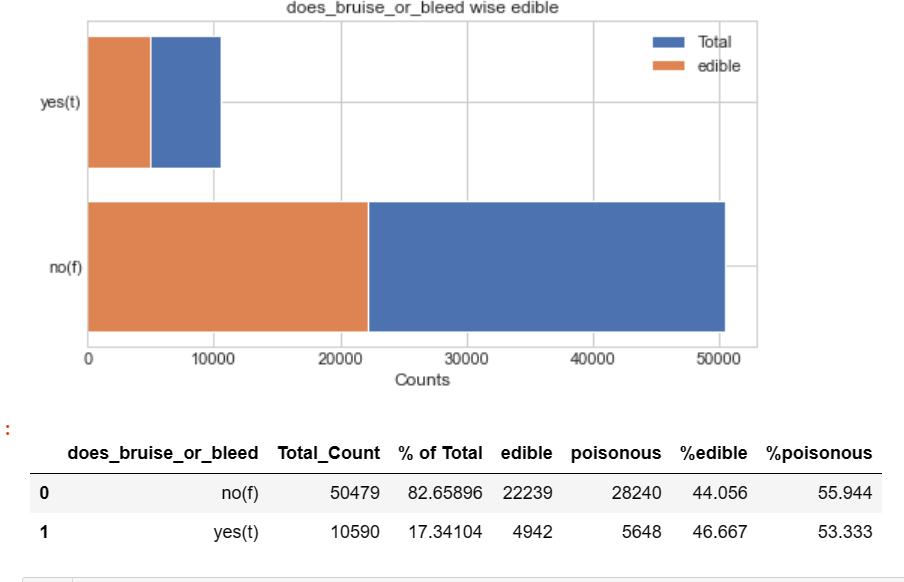 does_bruise_or_bleed wise edible
Total
edible
yes(t)
no(f)
0 10000 20000 30000 40000 50000
Counts
:
does_bruise_or_bleed Total_Count % of Total edible poisonous %edible %poisonous
0 no(f) 50479 82.65896 22239 28240 44.056 55.944
1 yes(t) 10590 17.34104 4942 5648 46.667 53.333